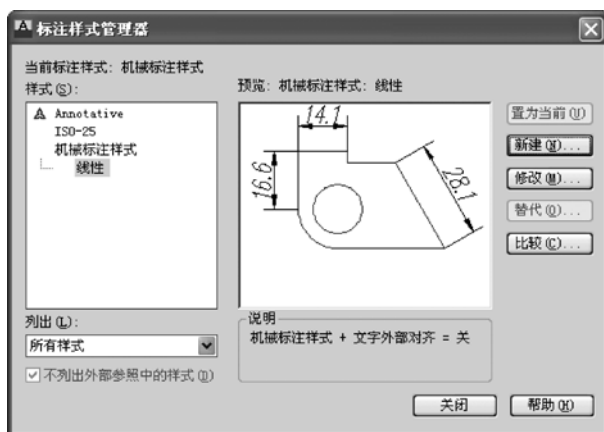 标注样式管理器
当前标注样式: 机械标注样式
样式(S):
Annotative
ISO-25
机械标注样式
线性
预览: 机械标注样式: 线性
14.1
16.6
28.1
置为当前(U)
新建(N)...
修改(M)...
替代(O)...
比较(C)...
列出(L):
所有样式
不列出外部参照中的样式(D)
说明
机械标注样式 + 文字外部对齐 = 关
关闭
帮助(H)